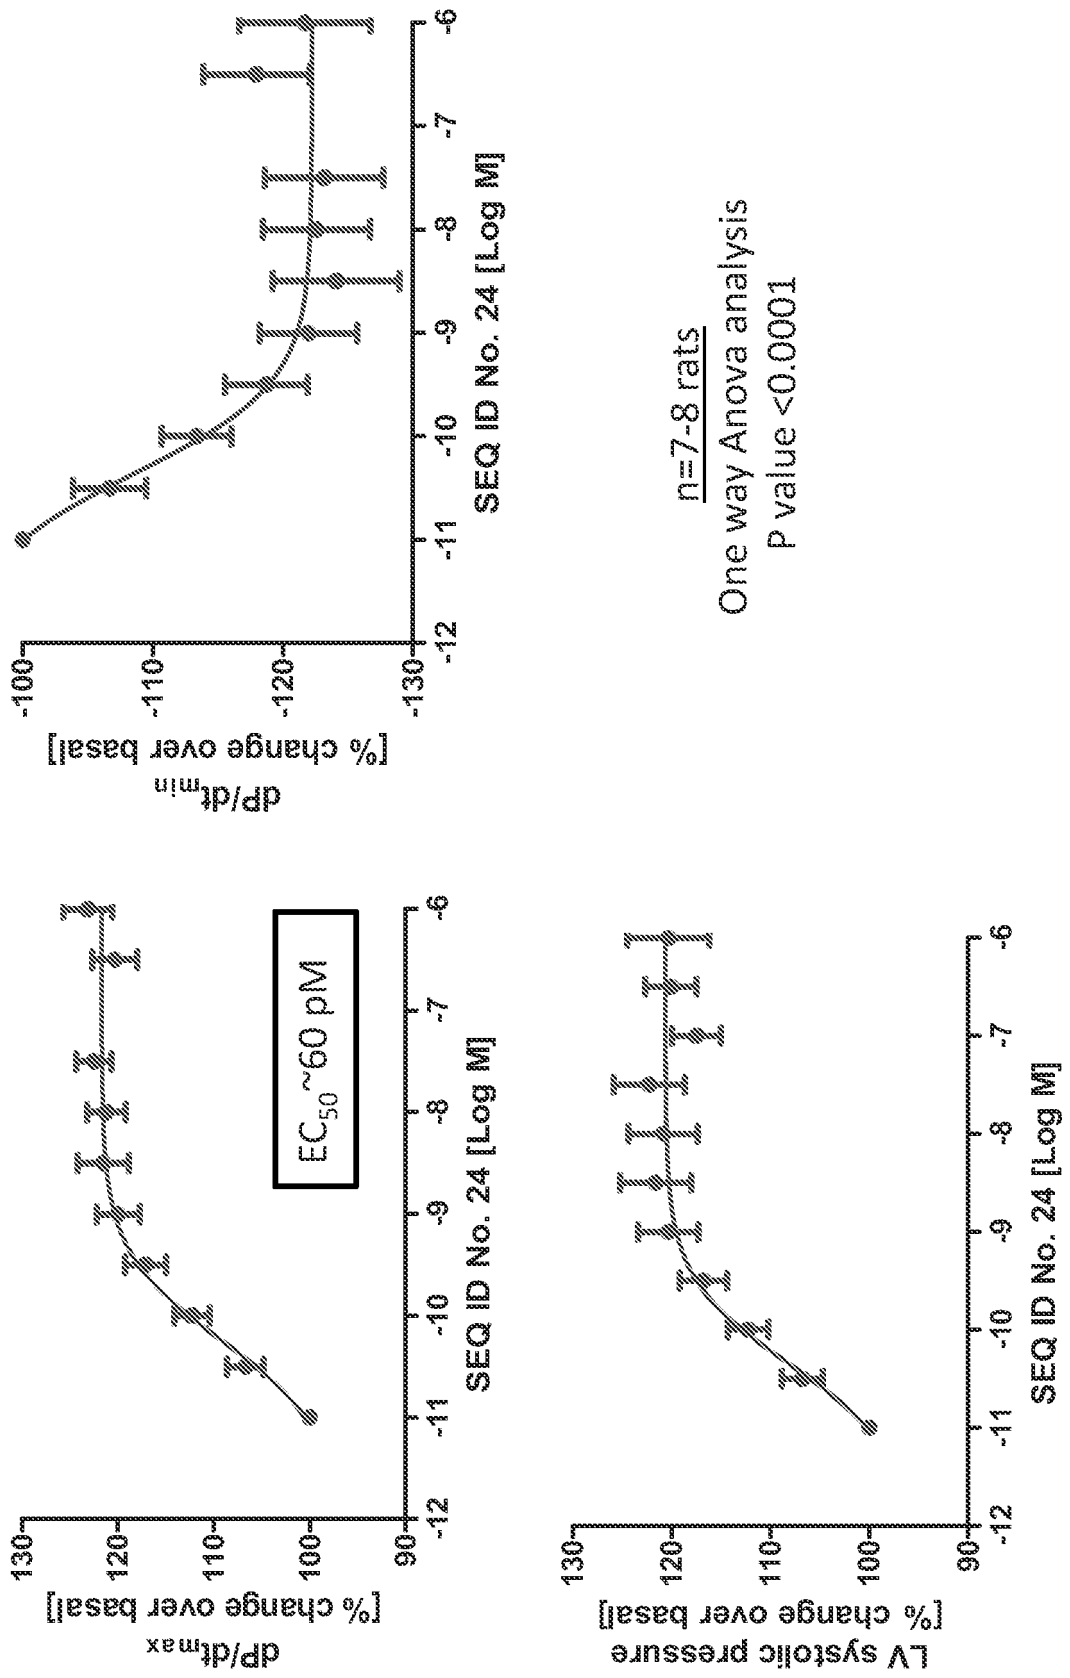 dP/dtmax
[% change over basal]
130
120
110
100
90
-12
-11
-10
-9
-8
-7
-6
SEQ ID No. 24 [Log M]
EC50 ~60 pM
dP/dtmin
[% change over basal]
-100
-110
-120
-130
-12
-11
-10
-9
-8
-7
-6
SEQ ID No. 24 [Log M]
LV systolic pressure
[% change over basal]
130
120
110
100
90
-12
-11
-10
-9
-8
-7
-6
SEQ ID No. 24 [Log M]
n=7-8 rats
One way Anova analysis
P value <0.0001